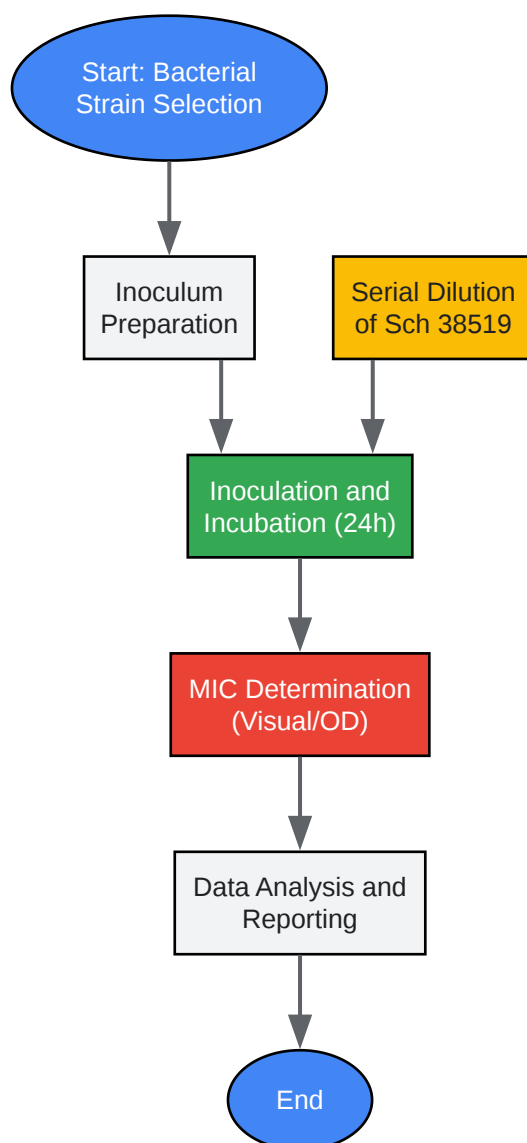 Start: Bacterial
Strain Selection
Inoculum
Preparation
Serial Dilution
of Sch 38519
Inoculation and
Incubation (24h)
MIC Determination
(Visual/OD)
Data Analysis and
Reporting
End